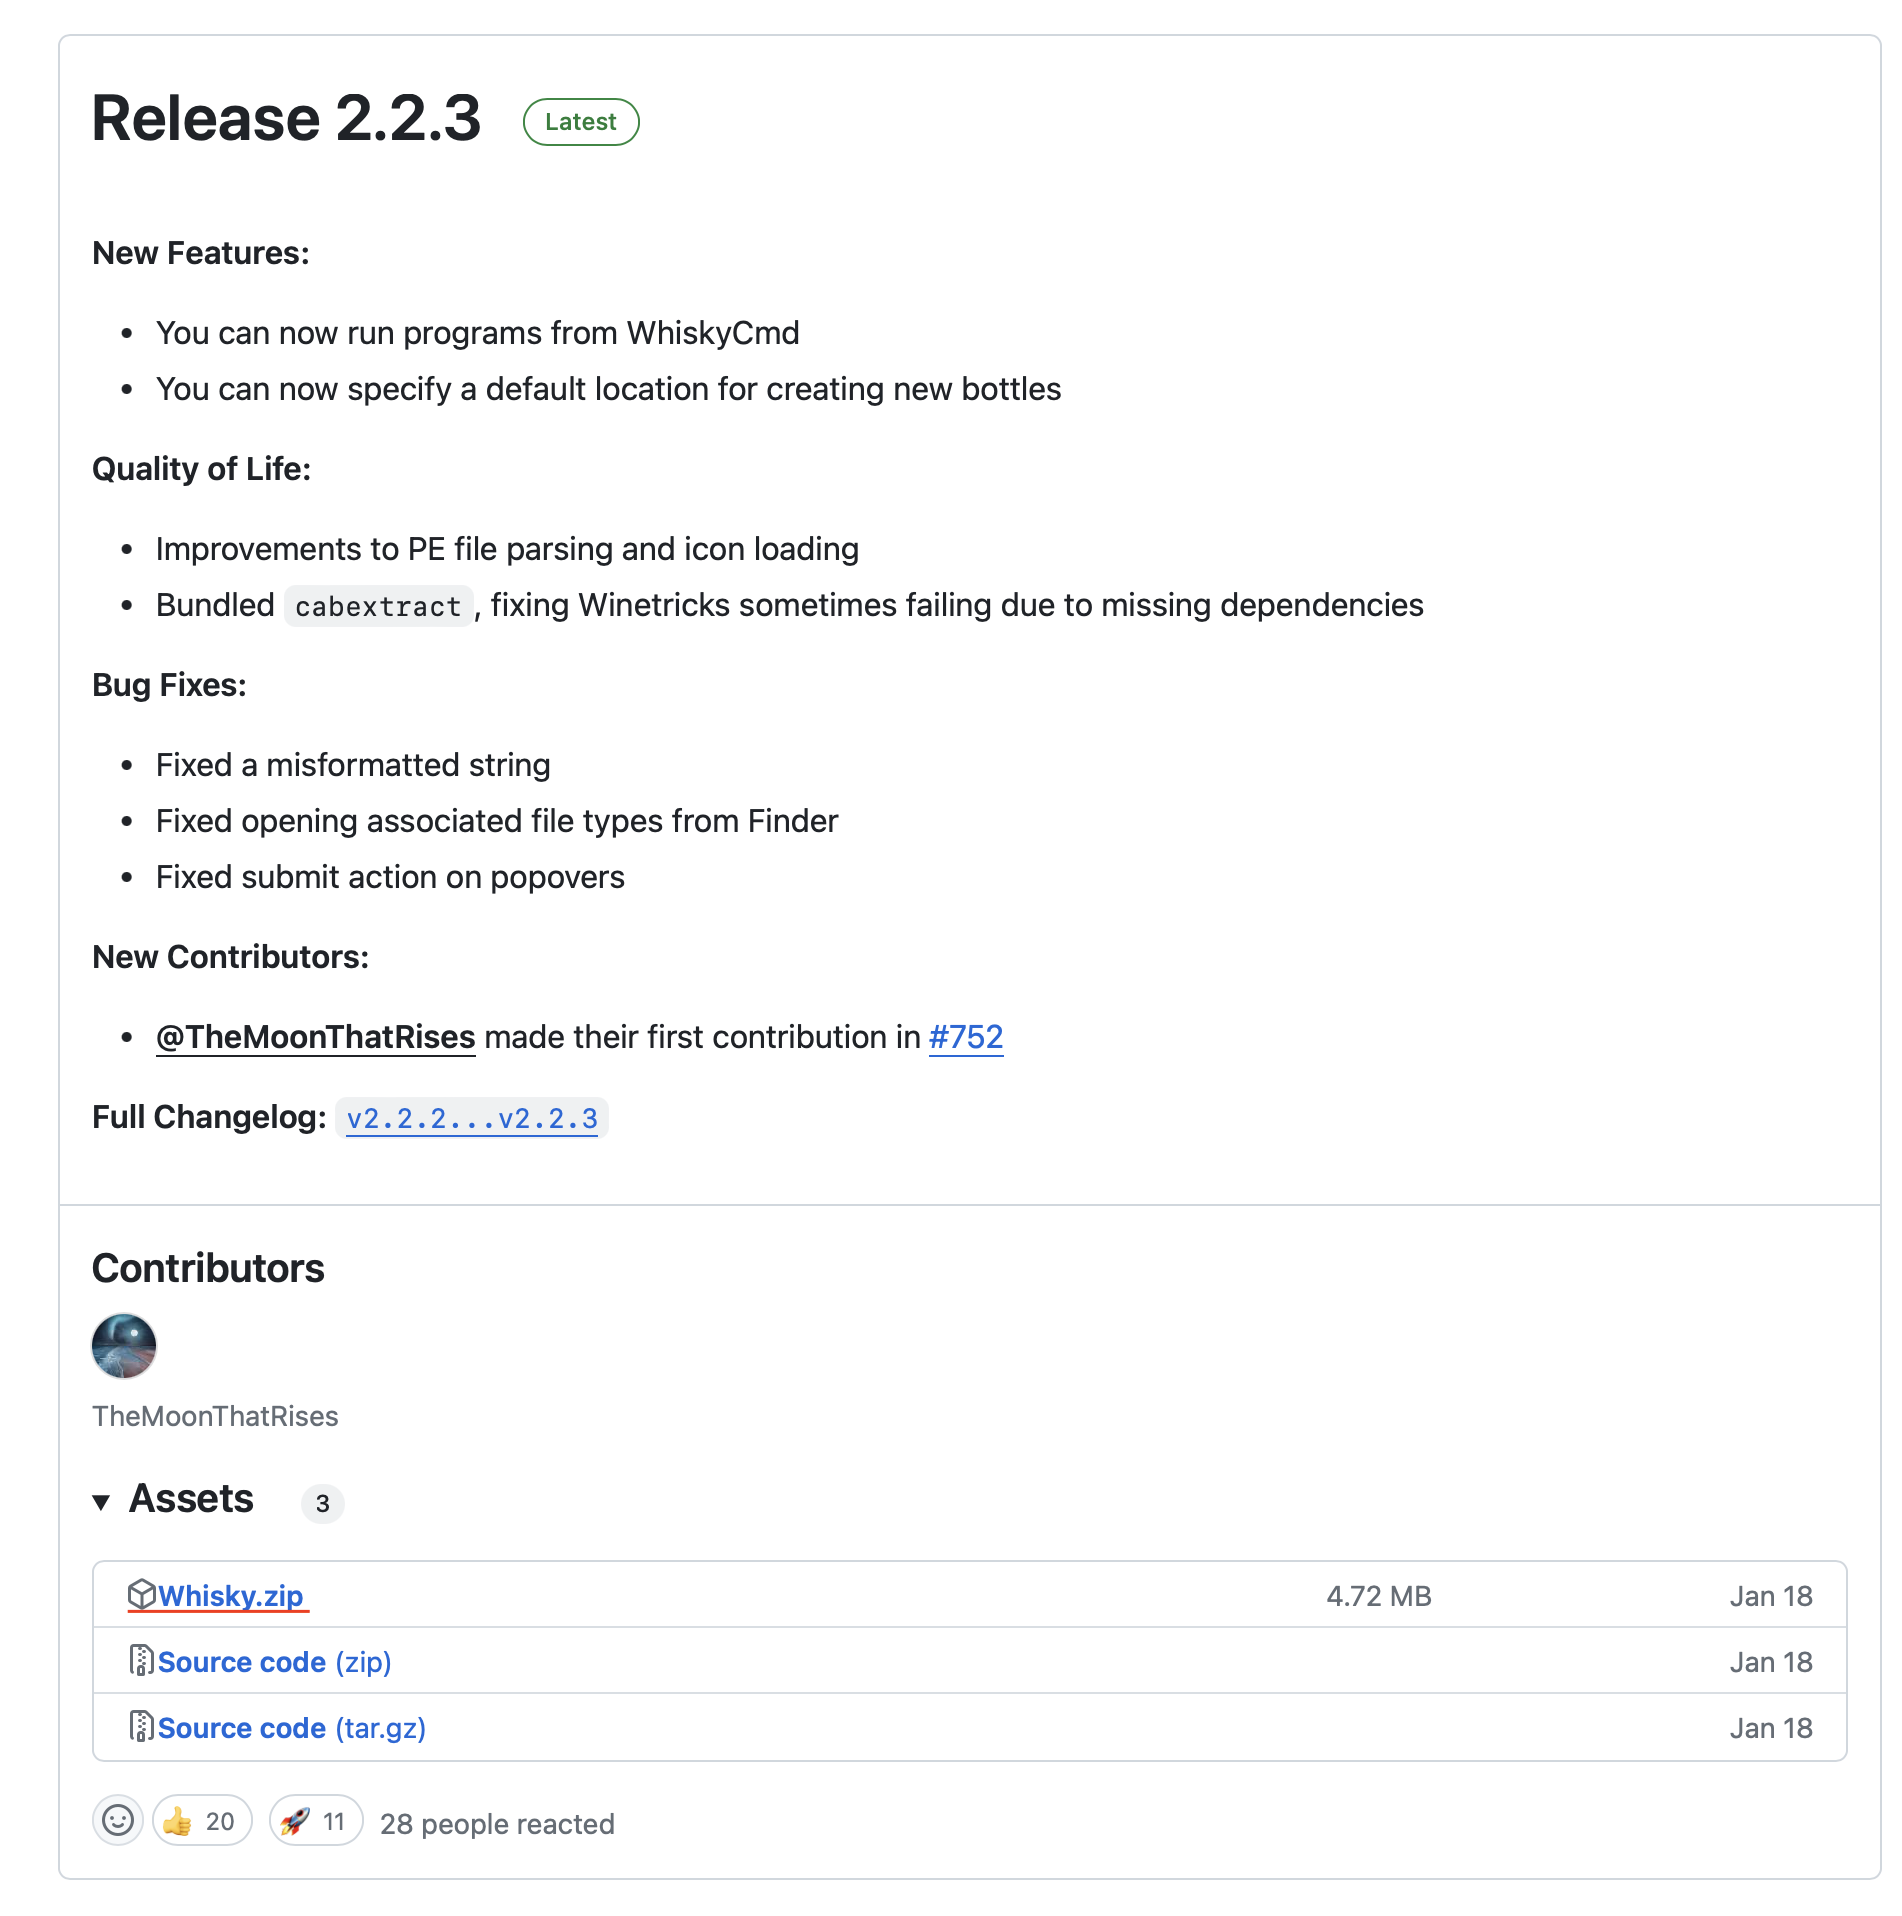 Release 2.2.3 Latest
New Features:
• You can now run programs from WhiskyCmd
• You can now specify a default location for creating new bottles
Quality of Life:
• Improvements to PE file parsing and icon loading
• Bundled cabextract, fixing Winetricks sometimes failing due to missing dependencies
Bug Fixes:
• Fixed a misformatted string
• Fixed opening associated file types from Finder
• Fixed submit action on popovers
New Contributors:
• @TheMoonThatRises made their first contribution in #752
Full Changelog: v2.2.2...v2.2.3
Contributors
TheMoonThatRises
Assets 3
Whisky.zip 4.72 MB Jan 18
Source code (zip) Jan 18
Source code (tar.gz) Jan 18
👍 20 🚀 11 28 people reacted